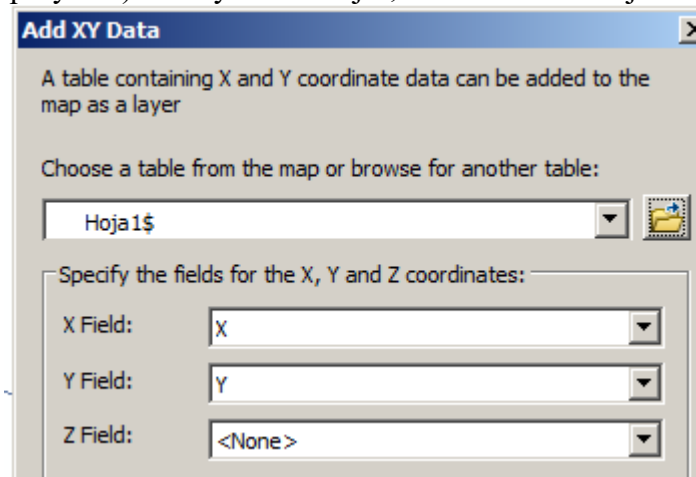 Add XY Data
A table containing X and Y coordinate data can be added to the
map as a layer
Choose a table from the map or browse for another table:
Hoja1$
Specify the fields for the X, Y and Z coordinates:
X Field: X
Y Field: Y
Z Field: <None>